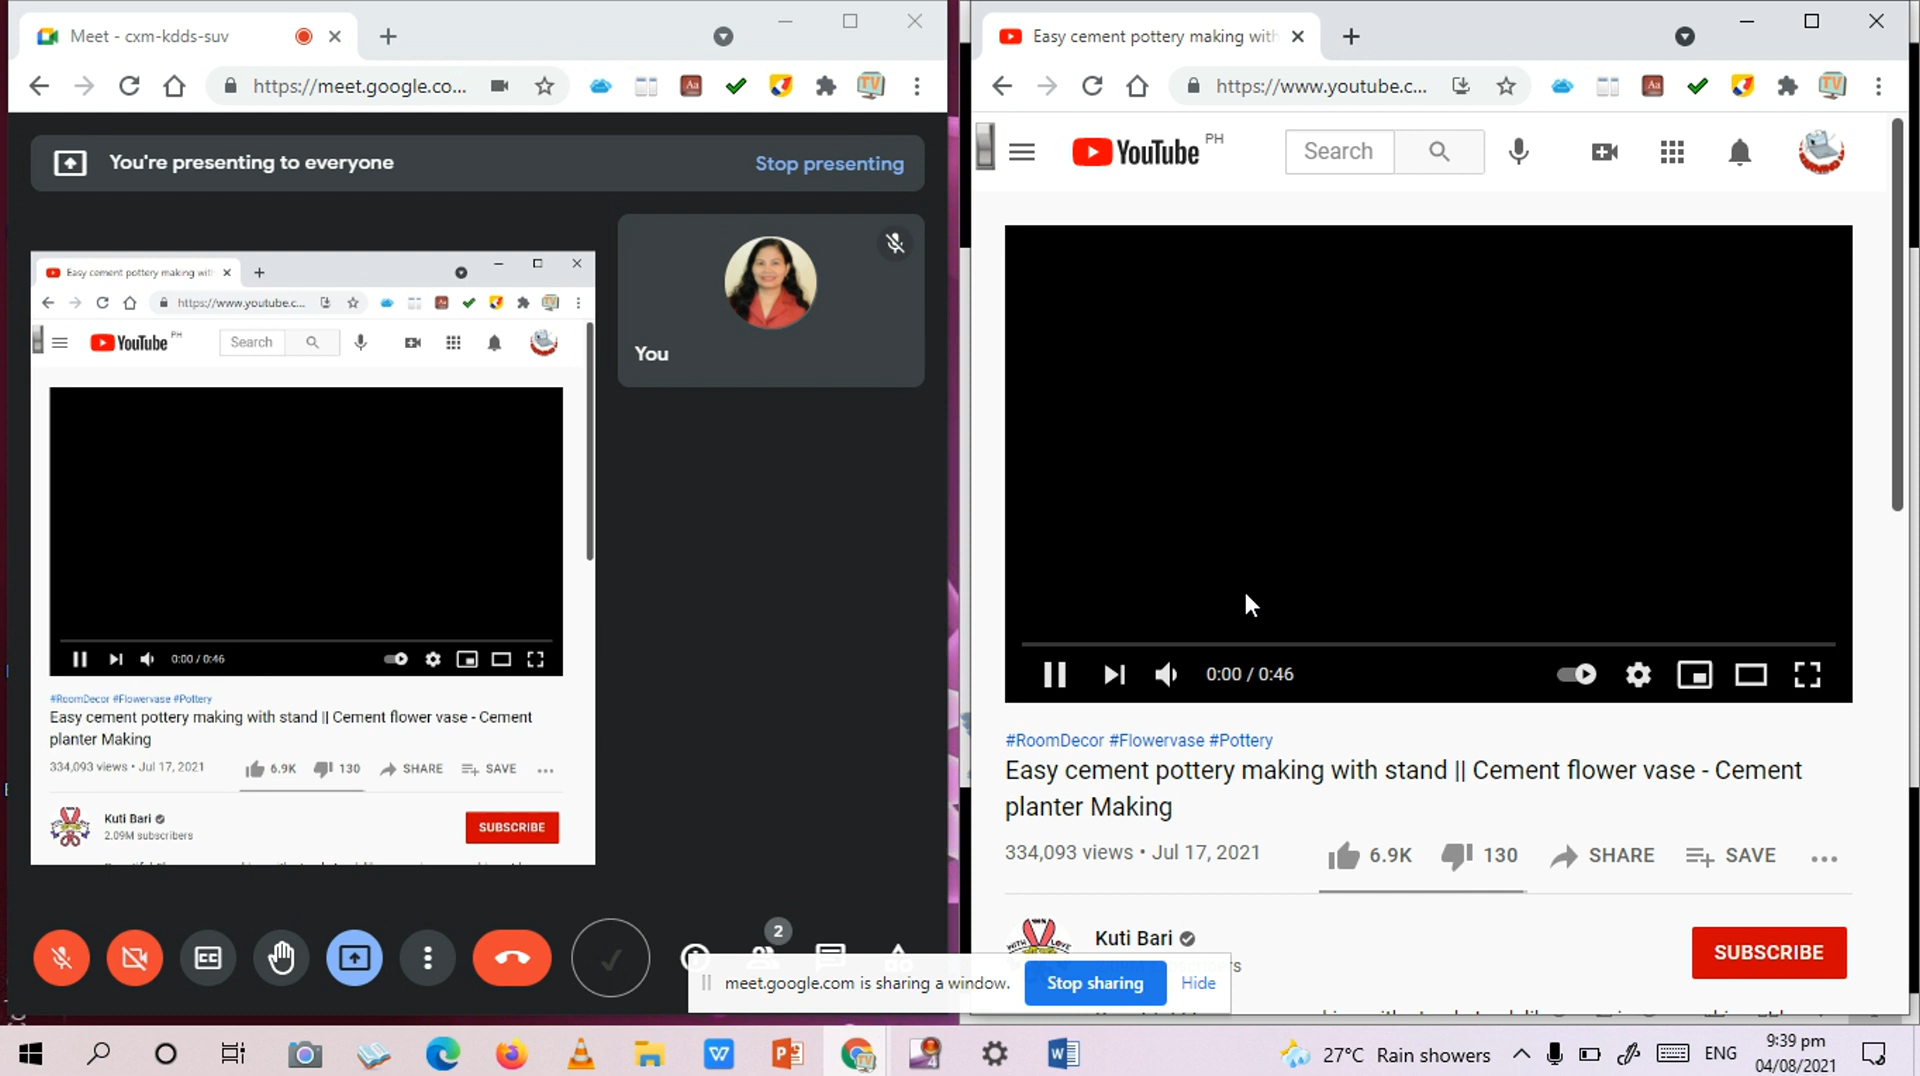 Meet - cxm-kdds-suv
https://meet.google.co...
You're presenting to everyone
Stop presenting
You
Easy cement pottery making with
https://www.youtube.c...
YouTube PH
Search
0:00 / 0:46
#RoomDecor #Flowervase #Pottery
Easy cement pottery making with stand || Cement flower vase - Cement
planter Making
334,093 views • Jul 17, 2021
6.9K 130 SHARE SAVE
Kuti Bari
2.09M subscribers
SUBSCRIBE
2
Easy cement pottery making with
https://www.youtube.c...
YouTube PH
Search
0:00 / 0:46
#RoomDecor #Flowervase #Pottery
Easy cement pottery making with stand || Cement flower vase - Cement
planter Making
334,093 views • Jul 17, 2021
6.9K 130 SHARE SAVE
Kuti Bari
SUBSCRIBE
meet.google.com is sharing a window. Stop sharing Hide
27°C Rain showers
ENG
9:39 pm
04/08/2021